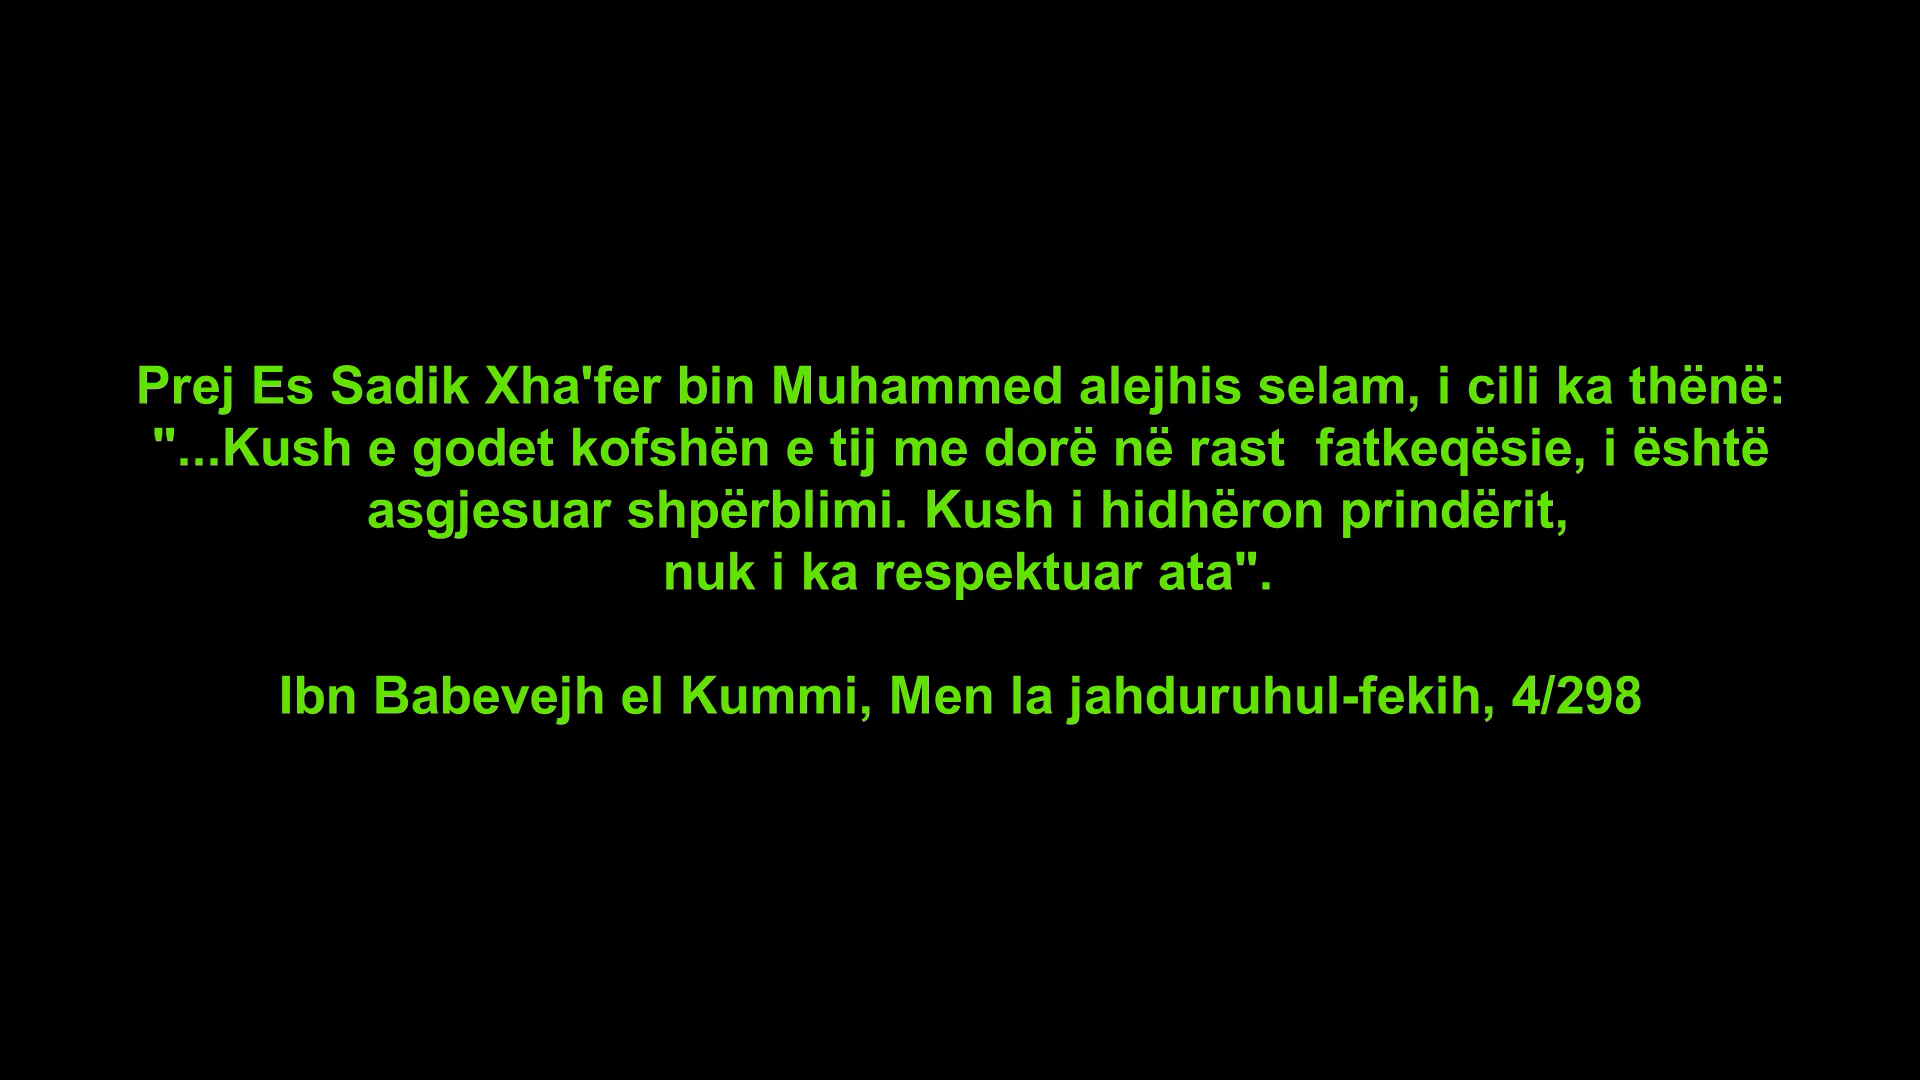 Prej Es Sadik Xha'fer bin Muhammed alejhis selam, i cili ka thënë:
"...Kush e godet kofshën e tij me dorë në rast  fatkeqësie, i është
asgjesuar shpërblimi. Kush i hidhëron prindërit,
nuk i ka respektuar ata".
Ibn Babevejh el Kummi, Men la jahduruhul-fekih, 4/298